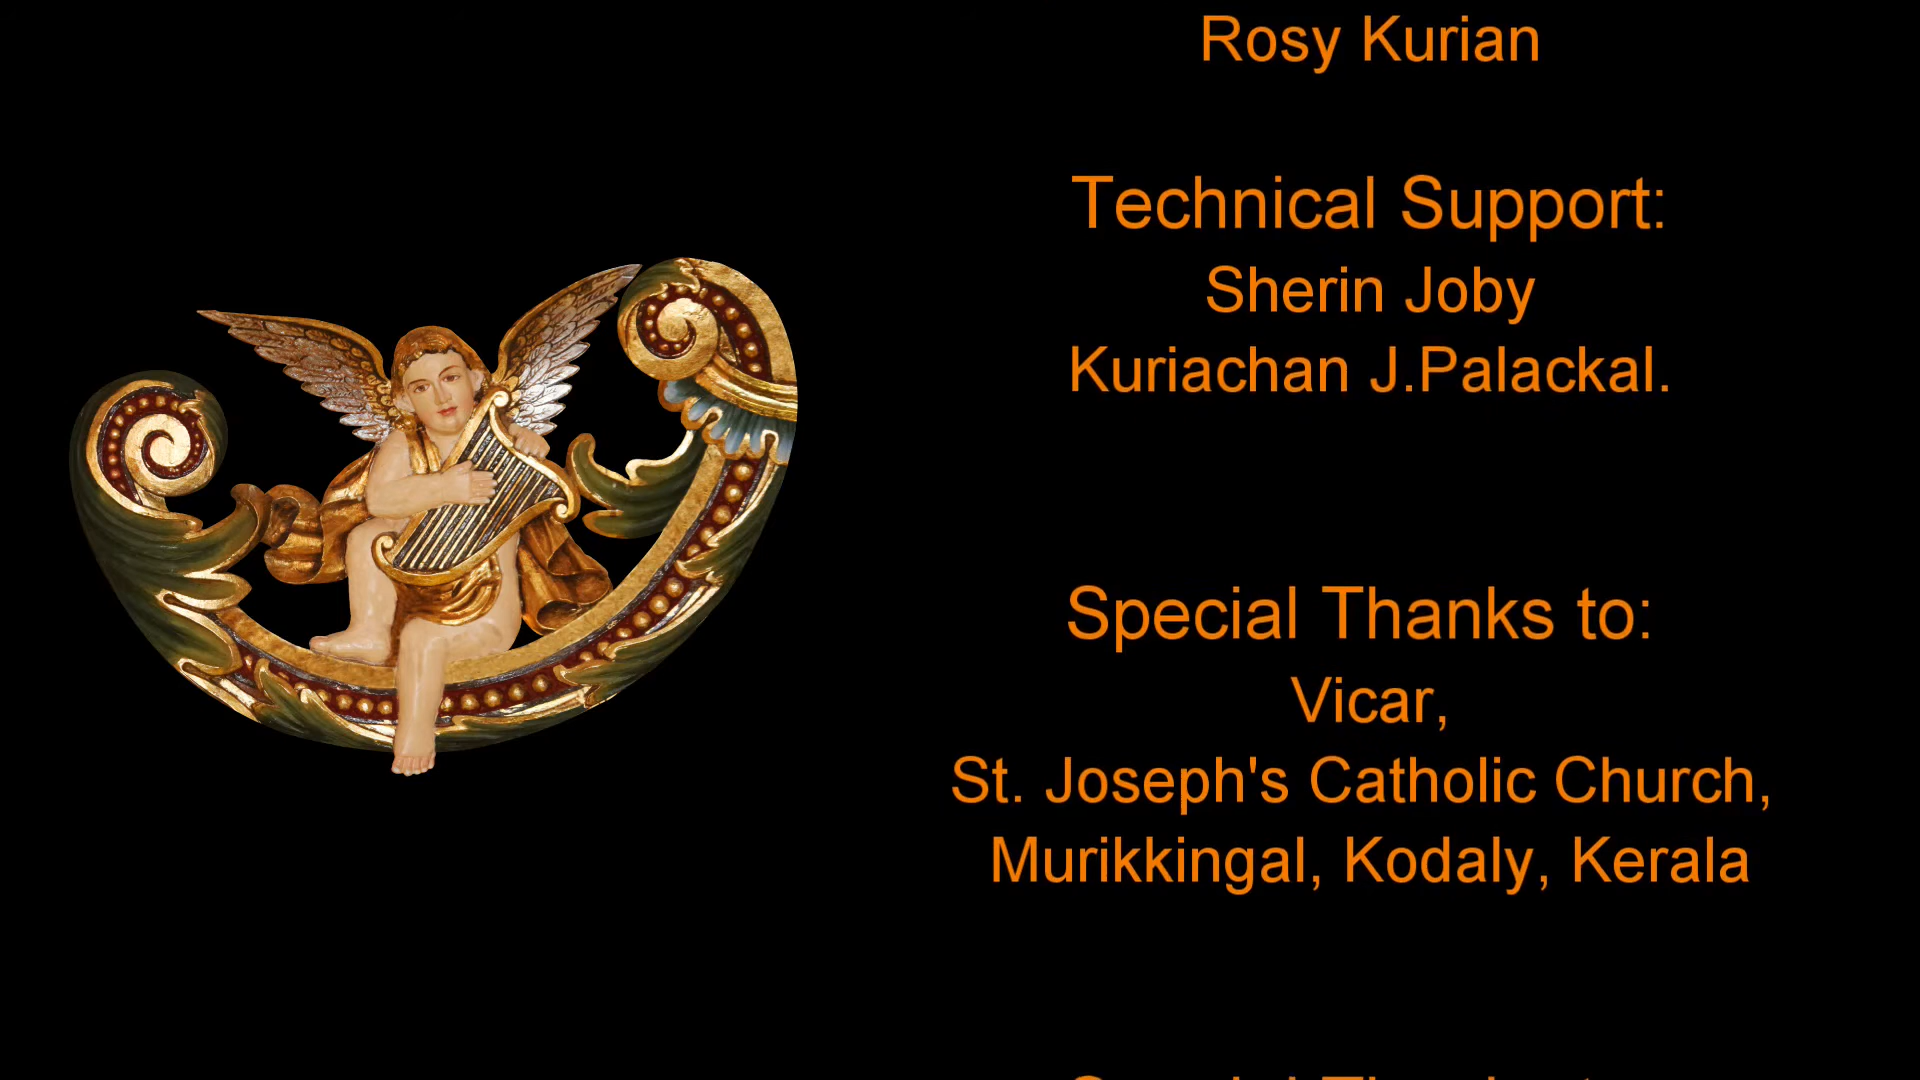 Rosy Kurian
Technical Support:
Sherin Joby
Kuriachan J.Palackal.
Special Thanks to:
Vicar,
St. Joseph's Catholic Church,
Murikkingal, Kodaly, Kerala